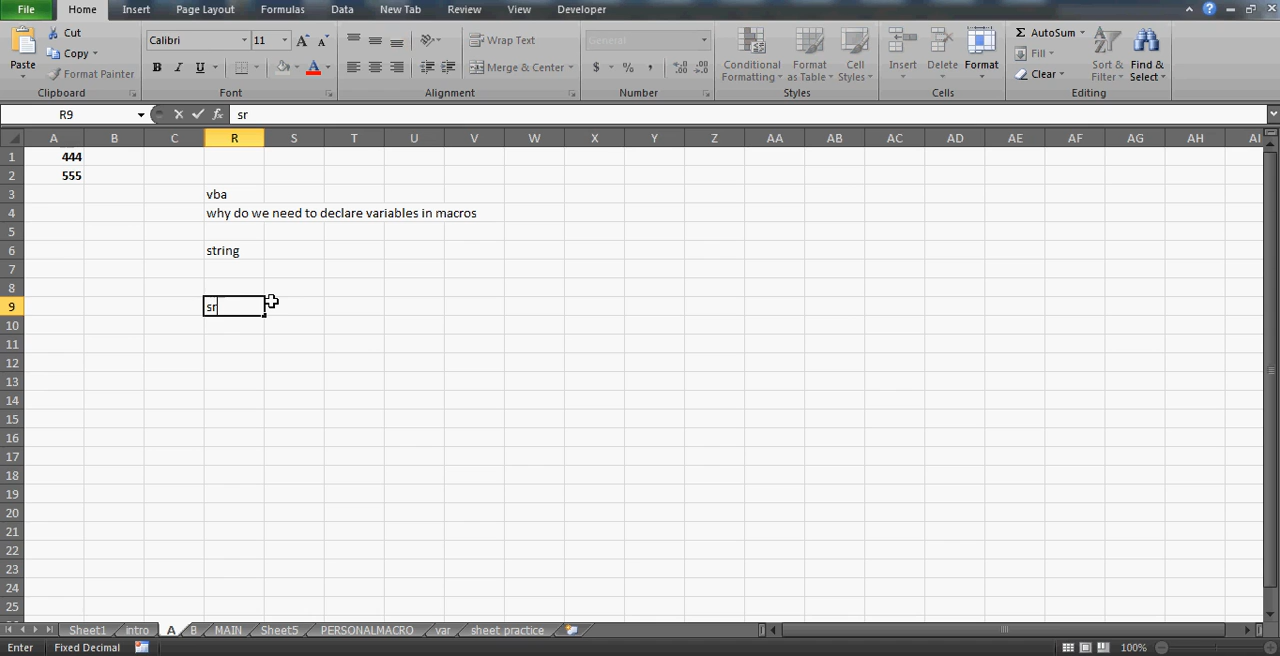 File Home Insert Page Layout Formulas Data New Tab Review View Developer
Cut
Copy
Format Painter
Paste
Clipboard
Calibri 11
A A
B I U A
Font
Wrap Text
Merge & Center
Alignment
General
$ % ,
Number
Conditional Formatting
Format as Table
Cell Styles
Styles
Insert Delete Format
Cells
Σ AutoSum
Fill
Clear
Sort & Filter
Find & Select
Editing
R9 fx sr
A B C R S T U V W X Y Z AA AB AC AD AE AF AG AH AI
1 444
2 555
3 vba
4 why do we need to declare variables in macros
5
6 string
7
8
9 sr
10
11
12
13
14
15
16
17
18
19
20
21
22
23
24
25
Sheet1 intro A B MAIN Sheet5 PERSONALMACRO var sheet practice
Enter Fixed Decimal 100%